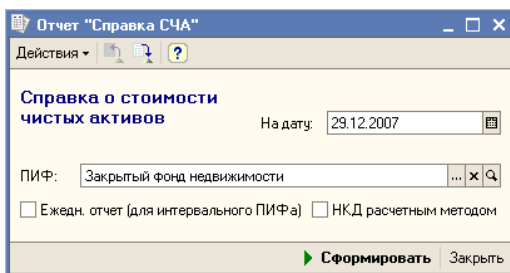 Отчет "Справка СЧА"
Действия
Справка о стоимости
чистых активов
На дату: 29.12.2007
ПИФ: Закрытый фонд недвижимости ...
Ежедн. отчет (для интервального ПИФа) НКД расчетным методом
Сформировать Закрыть